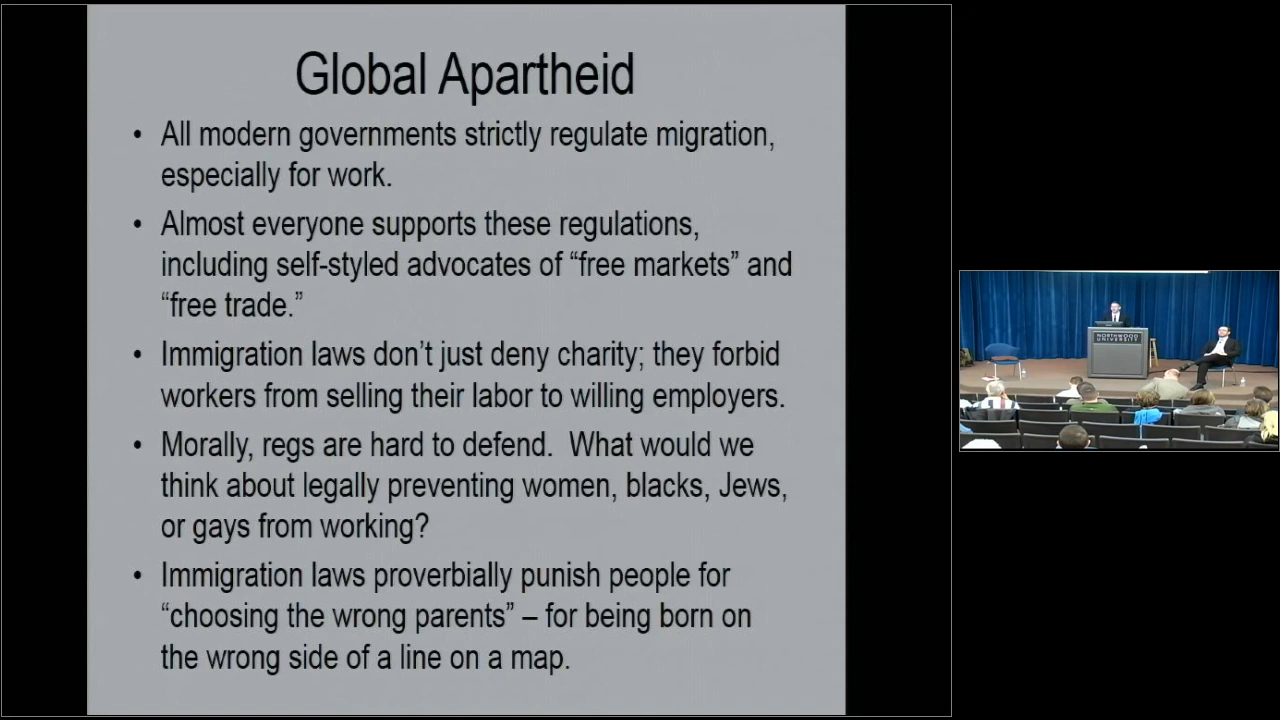 Global Apartheid
• All modern governments strictly regulate migration,
especially for work.
• Almost everyone supports these regulations,
including self-styled advocates of “free markets” and
“free trade.”
• Immigration laws don’t just deny charity; they forbid
workers from selling their labor to willing employers.
• Morally, regs are hard to defend.  What would we
think about legally preventing women, blacks, Jews,
or gays from working?
• Immigration laws proverbially punish people for
“choosing the wrong parents” – for being born on
the wrong side of a line on a map.
NORTHWOOD
UNIVERSITY